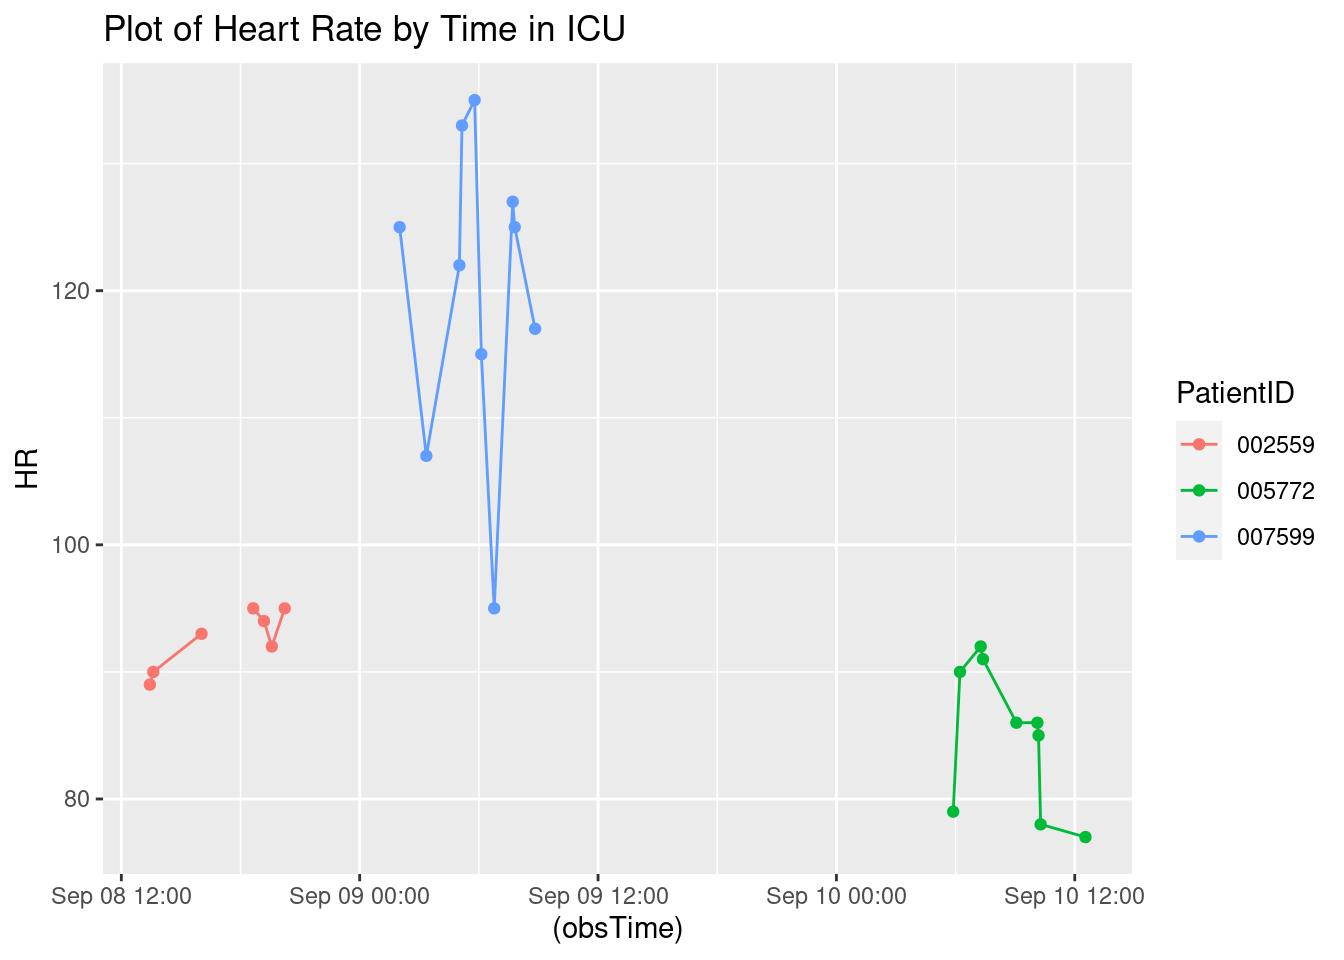 Plot of Heart Rate by Time in ICU
HR
120
100
80
Sep 08 12:00 Sep 09 00:00 Sep 09 12:00 Sep 10 00:00 Sep 10 12:00
(obsTime)
PatientID
002559
005772
007599